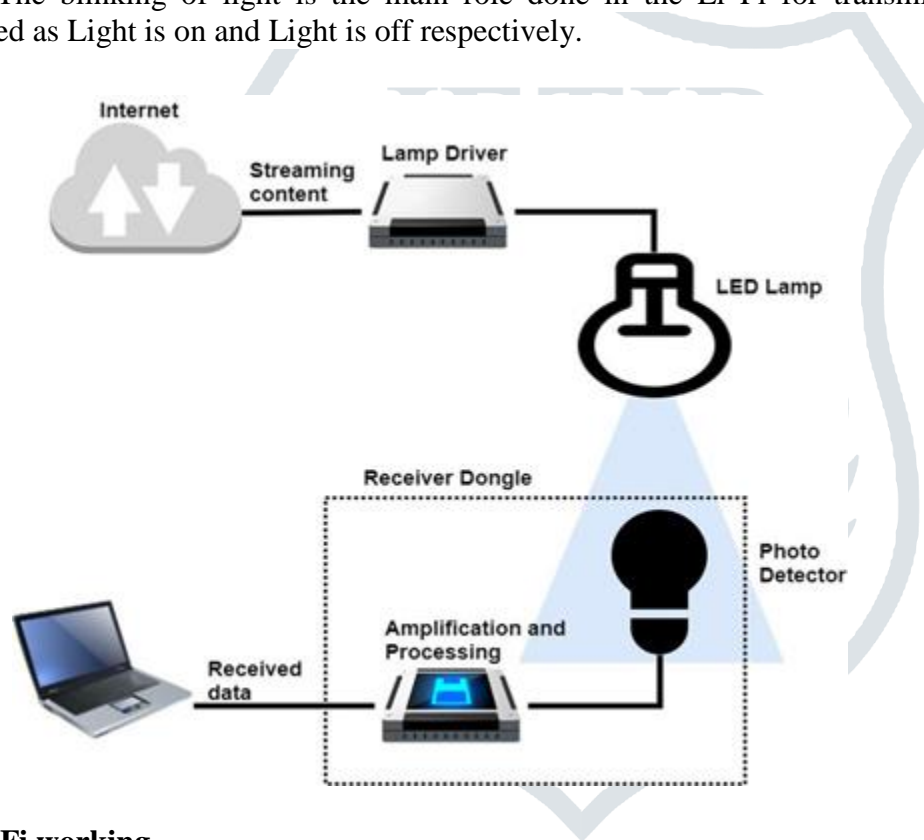 The blinking of light is the main role done in the Li-Fi for
ed as Light is on and Light is off respectively.
Internet
Streaming
content
Lamp Driver
LED Lamp
Receiver Dongle
Photo
Detector
Amplification and
Processing
Received
data
Fi working